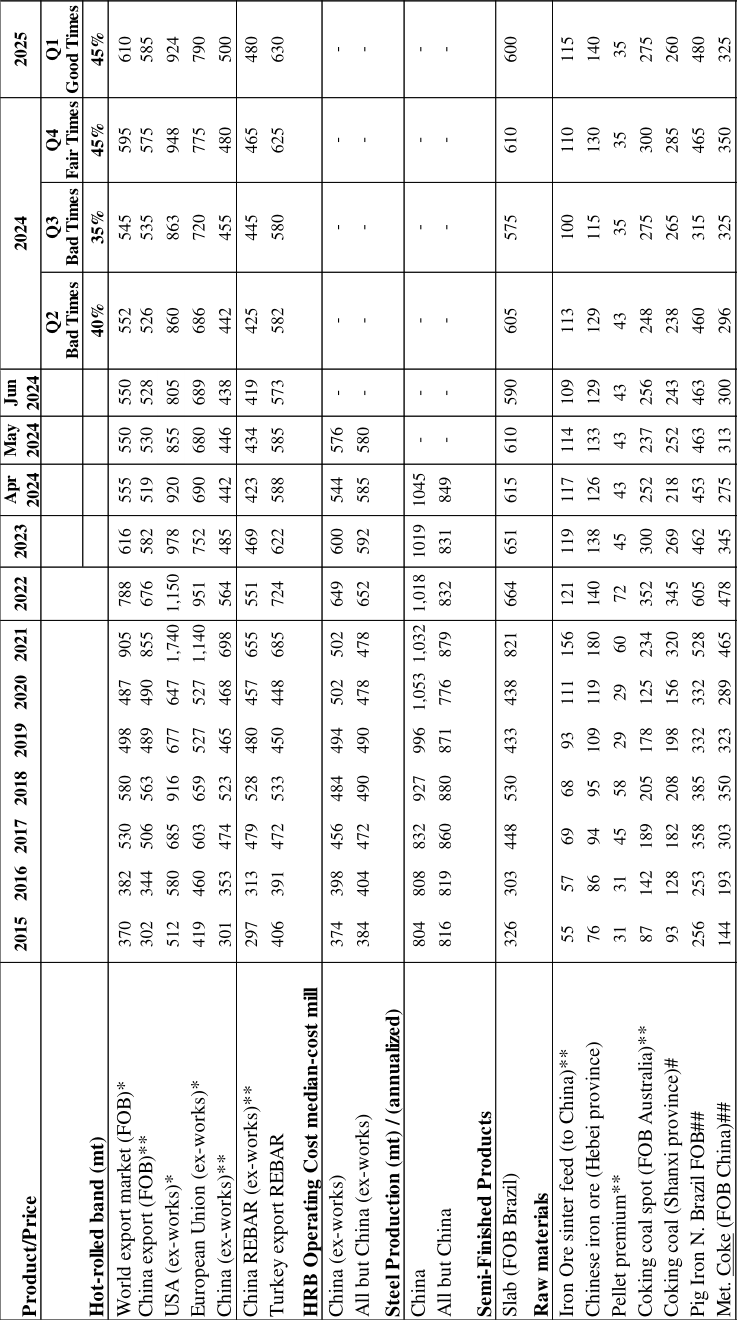 Product/Price 2015 2016 2017 2018 2019 2020 2021 2022 2023 Apr 2024 May 2024 Jun 2024 2024 2025
Q2 Bad Times Q3 Bad Times Q4 Fair Times Q1 Good Times
Hot-rolled band (mt) 40% 35% 45% 45%
World export market (FOB)* 370 382 530 580 498 487 905 788 616 555 550 550 552 545 595 610
China export (FOB)** 302 344 506 563 489 490 855 676 582 519 530 528 526 535 575 585
USA (ex-works)* 512 580 685 916 677 647 1,740 1,150 978 920 855 805 860 863 948 924
European Union (ex-works)* 419 460 603 659 527 527 1,140 951 752 690 680 689 686 720 775 790
China (ex-works)** 301 353 474 523 465 468 698 564 485 442 446 438 442 455 480 500
China REBAR (ex-works)** 297 313 479 528 480 457 655 551 469 423 434 419 425 445 465 480
Turkey export REBAR 406 391 472 533 450 448 685 724 622 588 585 573 582 580 625 630
HRB Operating Cost median-cost mill
China (ex-works) 374 398 456 484 494 502 502 649 600 544 576 - - - - -
All but China (ex-works) 384 404 472 490 490 478 478 652 592 585 580 - - - - -
Steel Production (mt) / (annualized)
China 804 808 832 927 996 1,053 1,032 1,018 1019 1045 - - - - - -
All but China 816 819 860 880 871 776 879 832 831 849 - - - - - -
Semi-Finished Products
Slab (FOB Brazil) 326 303 448 530 433 438 821 664 651 615 610 590 605 575 610 600
Raw materials
Iron Ore sinter feed (to China)** 55 57 69 68 93 111 156 121 119 117 114 109 113 100 110 115
Chinese iron ore (Hebei province) 76 86 94 95 109 119 180 140 138 126 133 129 129 115 130 140
Pellet premium** 31 31 45 58 29 29 60 72 45 43 43 43 43 35 35 35
Coking coal spot (FOB Australia)** 87 142 189 205 178 125 234 352 300 252 237 256 248 275 300 275
Coking coal (Shanxi province)# 93 128 182 208 198 156 320 345 269 218 252 243 238 265 285 260
Pig Iron N. Brazil FOB## 256 253 358 385 332 332 528 605 462 453 463 463 460 315 465 480
Met. Coke (FOB China)## 144 193 303 350 323 289 465 478 345 275 313 300 296 325 350 325